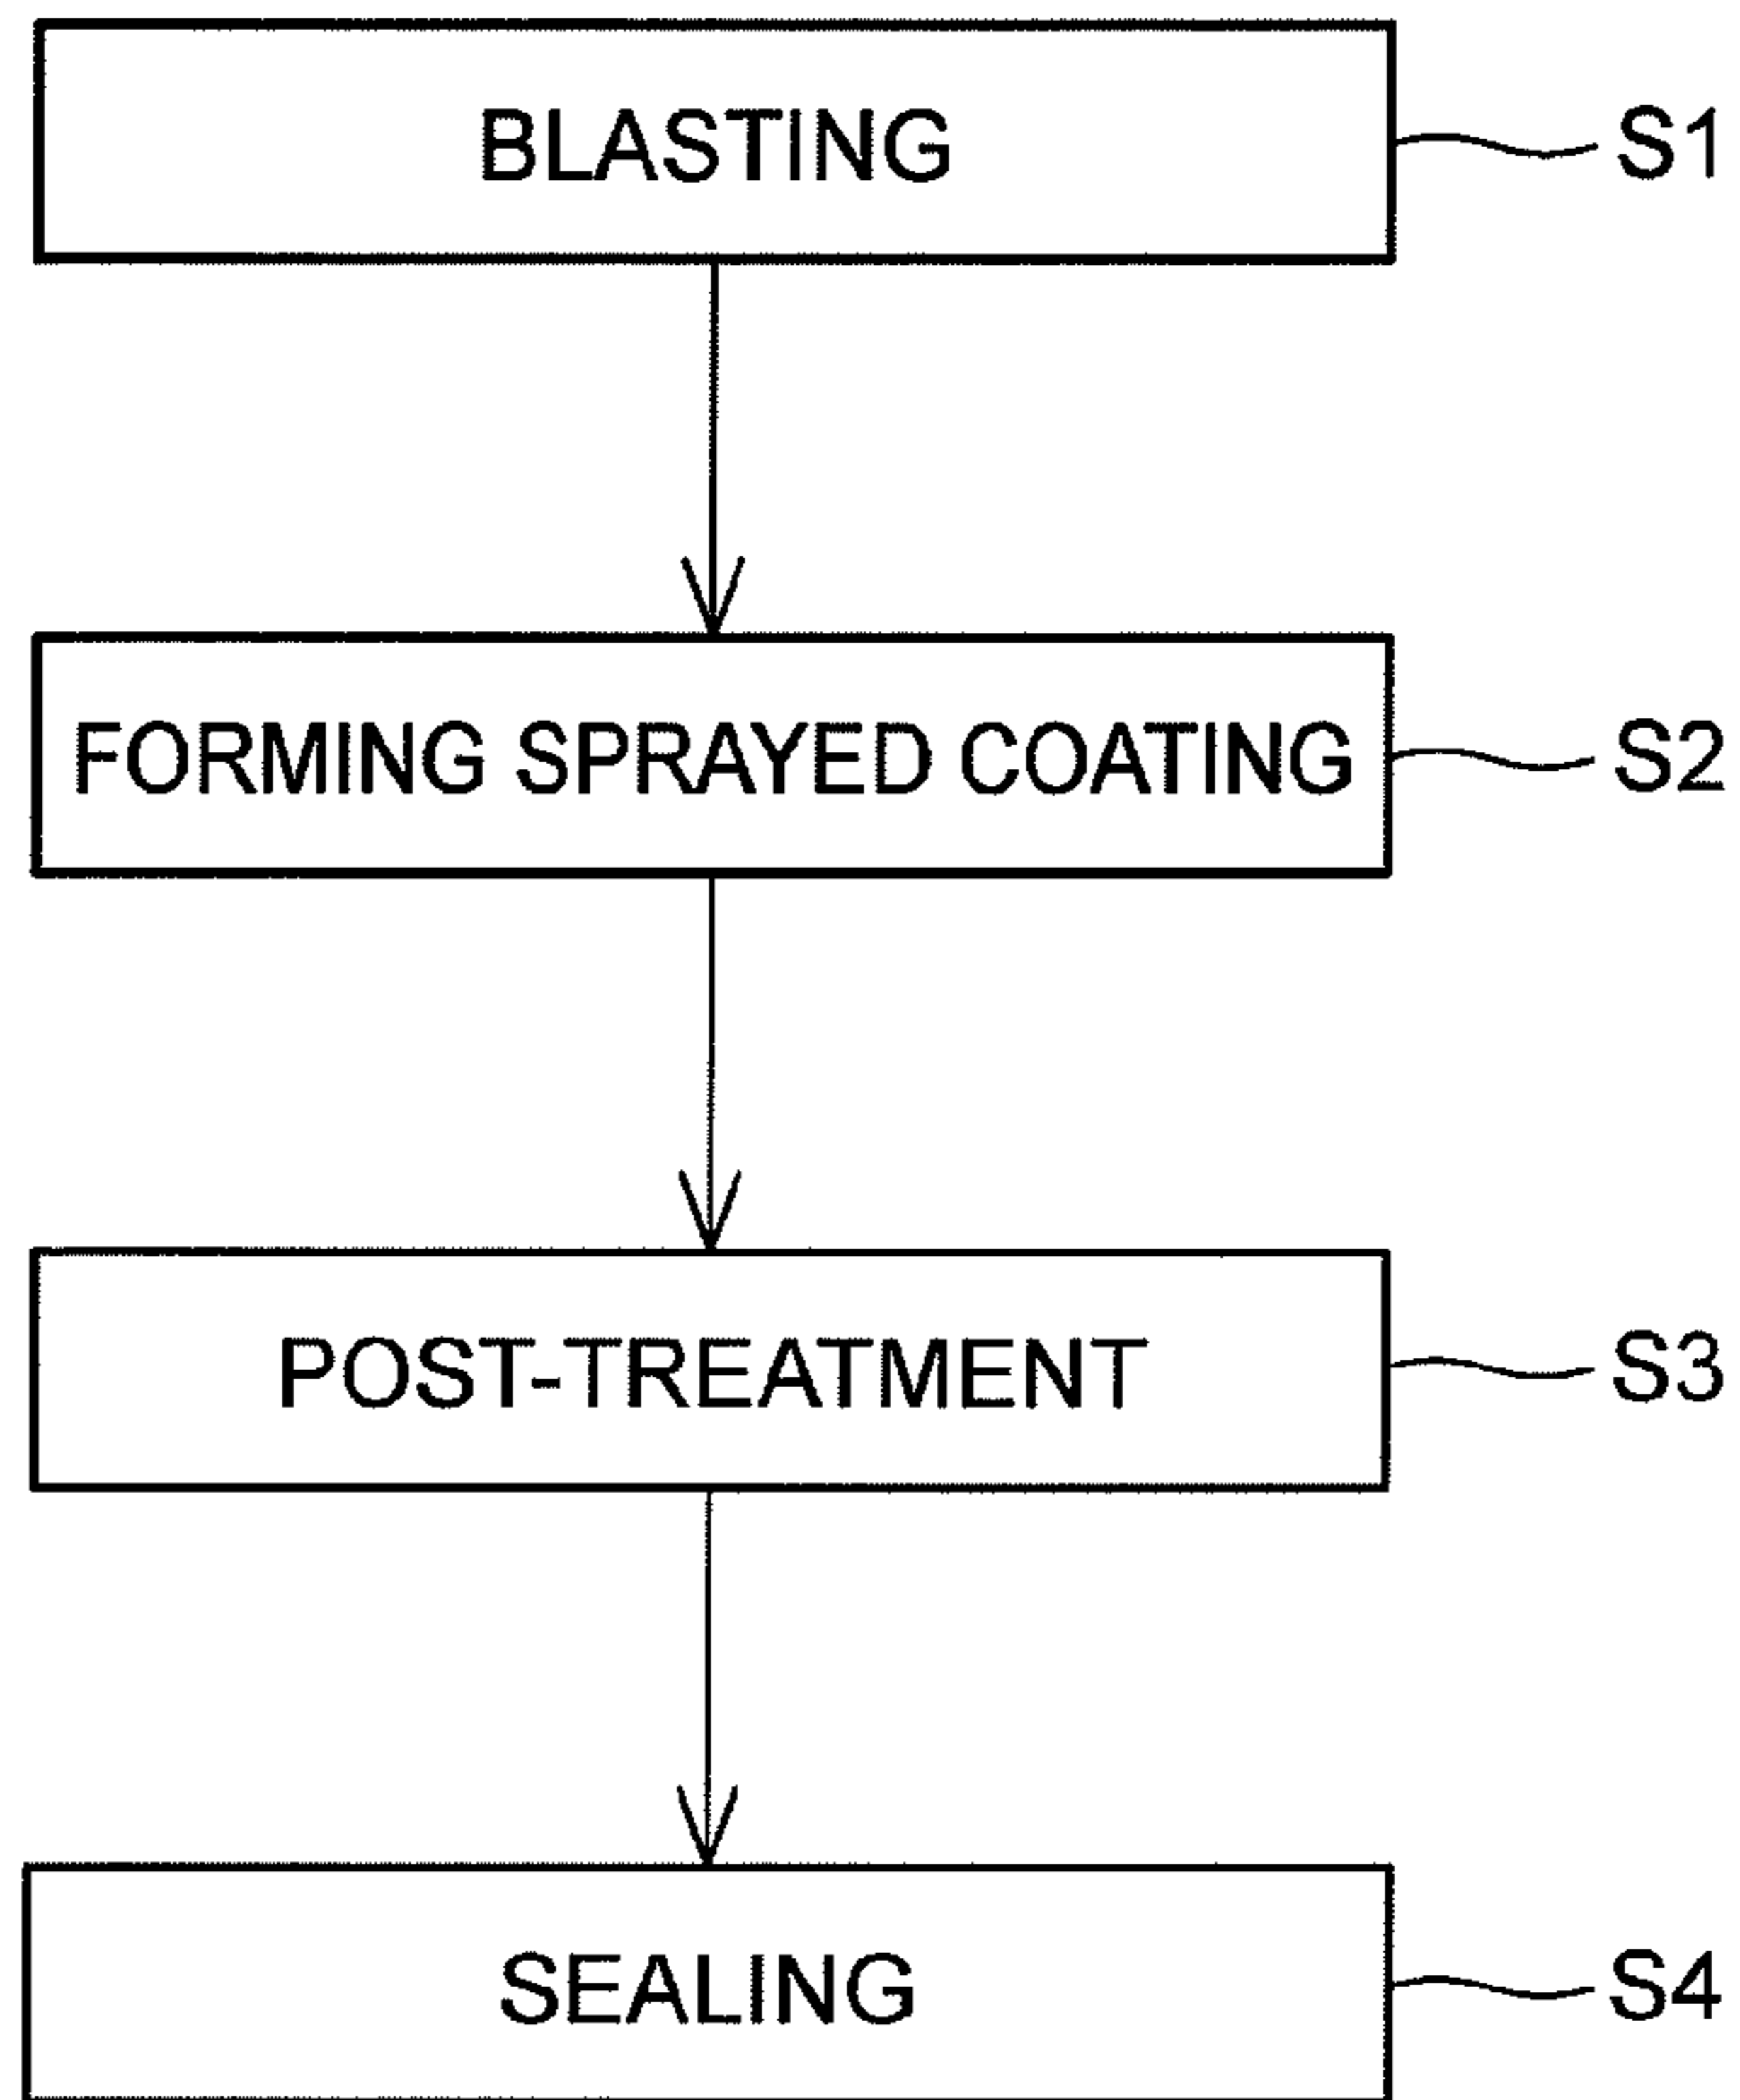 BLASTING S1
FORMING SPRAYED COATING S2
POST-TREATMENT S3
SEALING S4